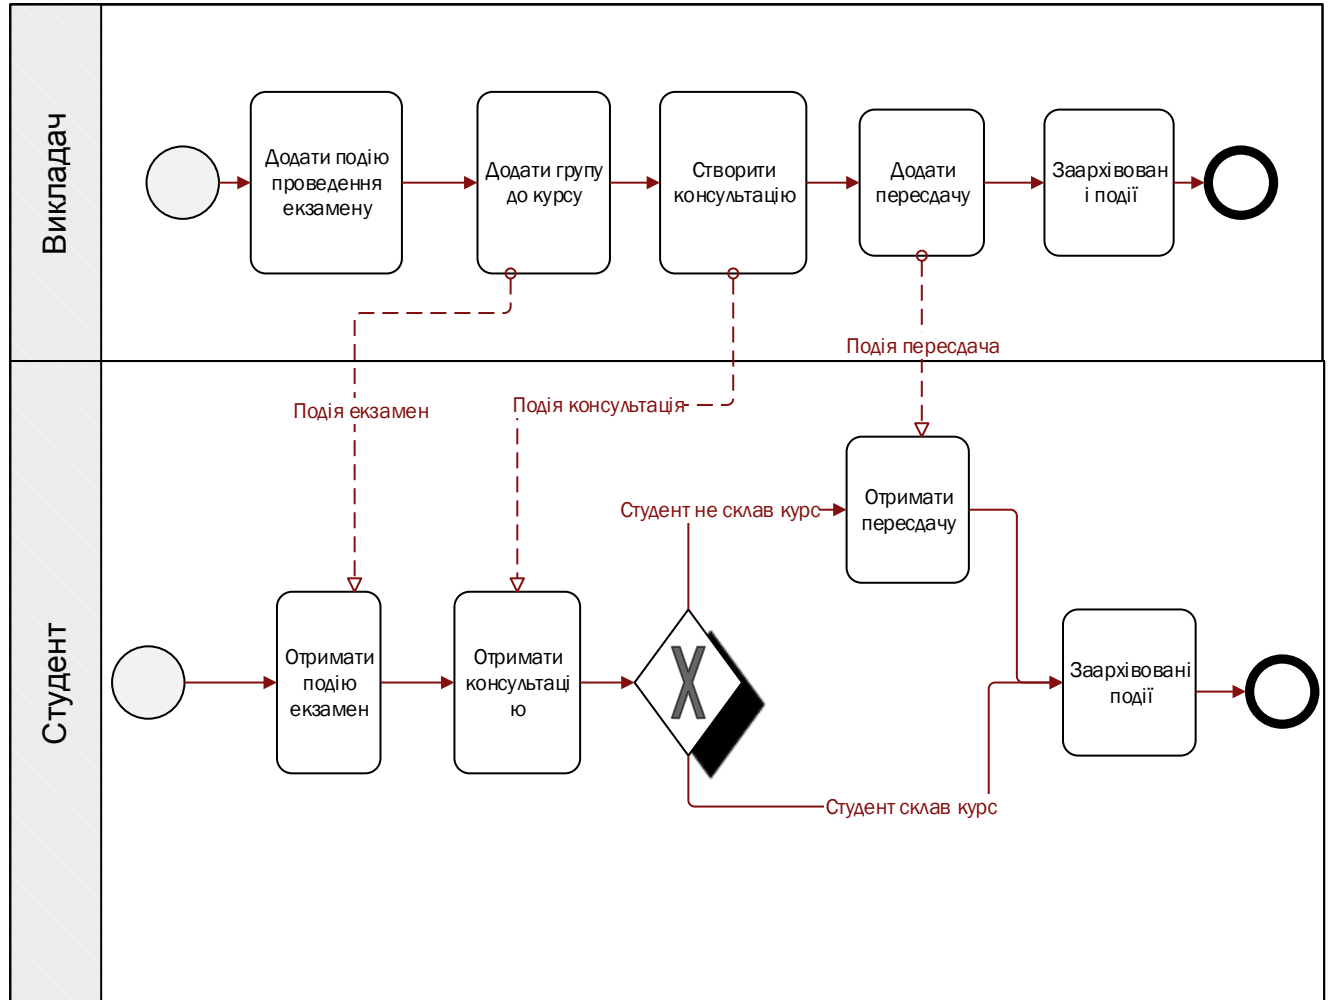 Викладач
Додати подію
проведення
екзамену
Додати групу
до курсу
Створити
консультацію
Додати
пересдачу
Заархівован
і події
Подія пересдача
Подія екзамен
Подія консультація
Студент
Студент не склав курс
Отримати
пересдачу
Отримати
подію
екзамен
Отримати
консультаці
ю
X
Заархівовані
події
Студент склав курс